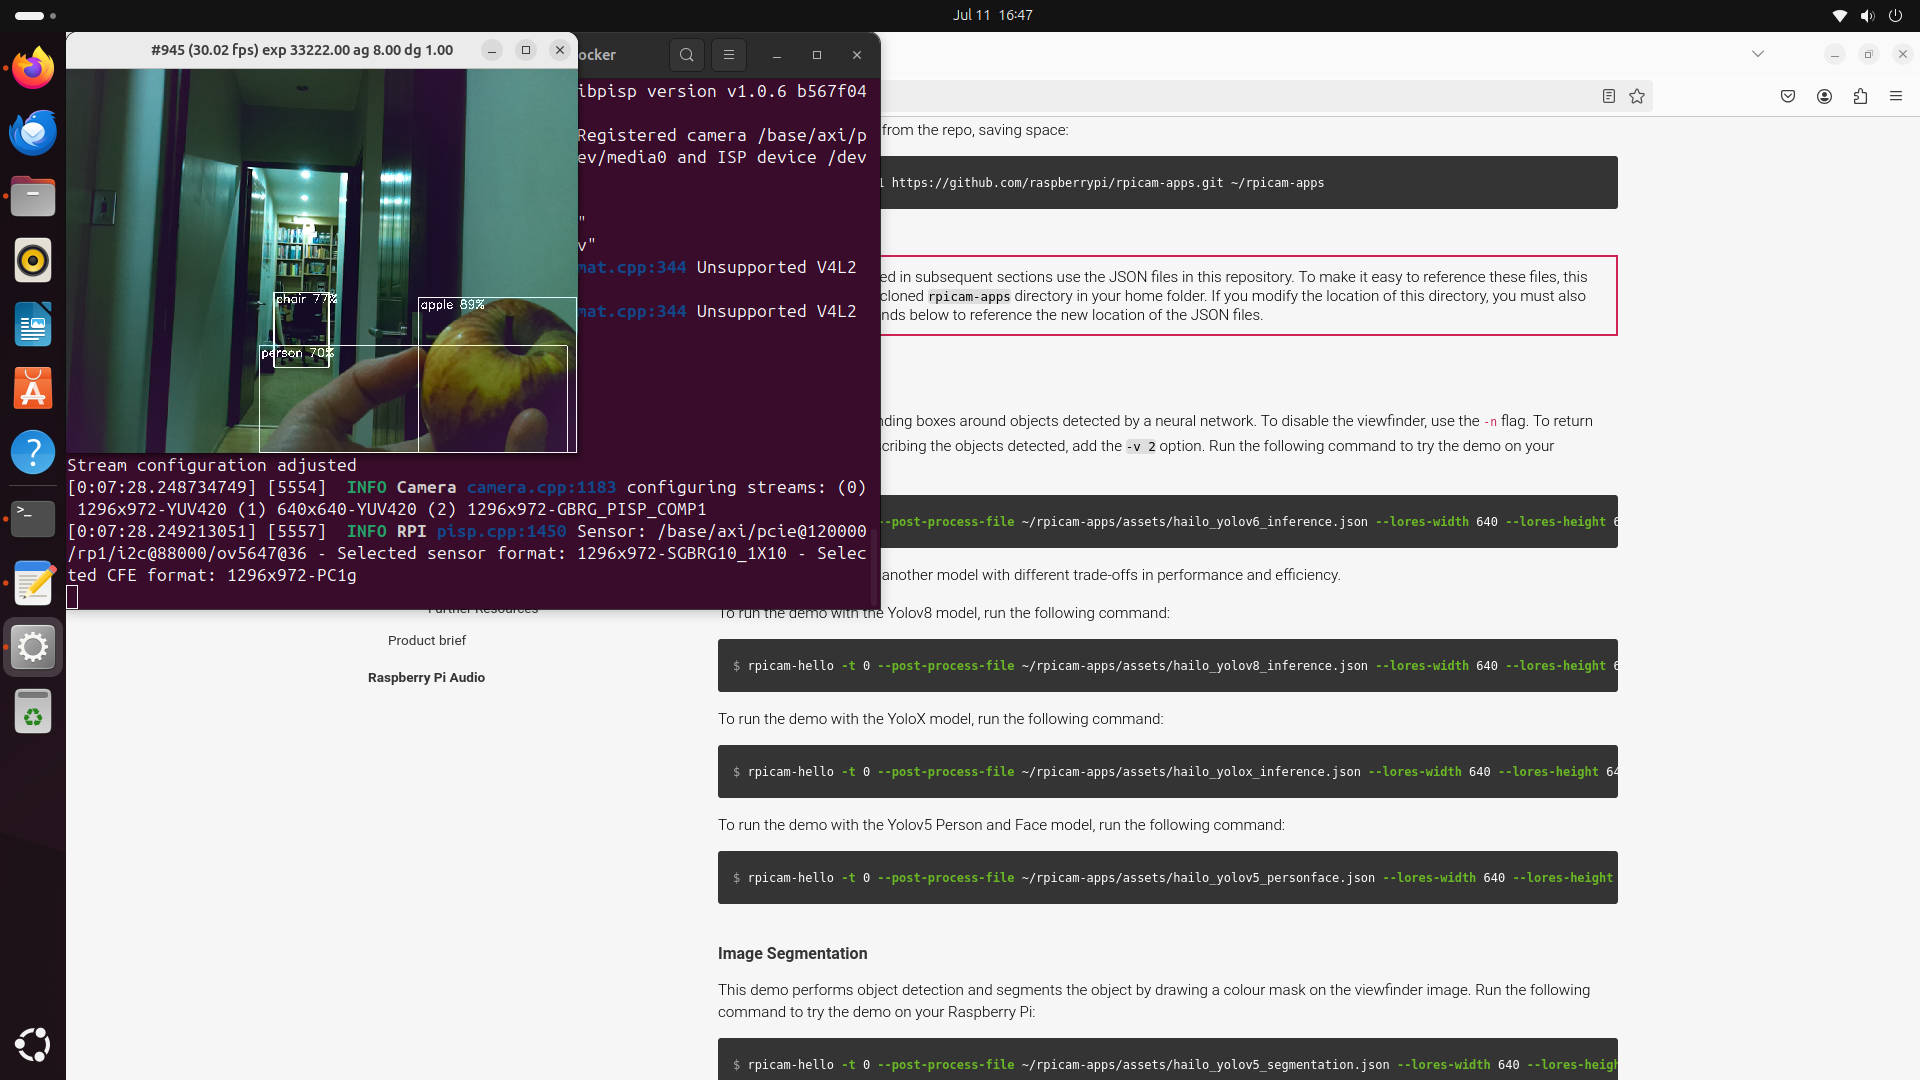 Jul 11 16:47
#945 (30.02 fps) exp 33222.00 ag 8.00 dg 1.00
ocker
chair 77%
apple 89%
person 70%
ibpisp version v1.0.6 b567f04
Registered camera /base/axi/p
ev/media0 and ISP device /dev
"
v"
mat.cpp:344 Unsupported V4L2
mat.cpp:344 Unsupported V4L2
Stream configuration adjusted
[0:07:28.248734749] [5554]  INFO Camera camera.cpp:1183 configuring streams: (0)
1296x972-YUV420 (1) 640x640-YUV420 (2) 1296x972-GBRG_PISP_COMP1
[0:07:28.249213051] [5557]  INFO RPI pisp.cpp:1450 Sensor: /base/axi/pcie@120000
/rp1/i2c@88000/ov5647@36 - Selected sensor format: 1296x972-SGBRG10_1X10 - Selec
ted CFE format: 1296x972-PC1g
Further Resources
Product brief
Raspberry Pi Audio
from the repo, saving space:
1 https://github.com/raspberrypi/rpicam-apps.git ~/rpicam-apps
ed in subsequent sections use the JSON files in this repository. To make it easy to reference these files, this
cloned rpicam-apps directory in your home folder. If you modify the location of this directory, you must also
nds below to reference the new location of the JSON files.
nding boxes around objects detected by a neural network. To disable the viewfinder, use the -n flag. To return
scribing the objects detected, add the -v 2 option. Run the following command to try the demo on your
--post-process-file ~/rpicam-apps/assets/hailo_yolov6_inference.json --lores-width 640 --lores-height 6
another model with different trade-offs in performance and efficiency.
To run the demo with the Yolov8 model, run the following command:
$ rpicam-hello -t 0 --post-process-file ~/rpicam-apps/assets/hailo_yolov8_inference.json --lores-width 640 --lores-height 6
To run the demo with the YoloX model, run the following command:
$ rpicam-hello -t 0 --post-process-file ~/rpicam-apps/assets/hailo_yolox_inference.json --lores-width 640 --lores-height 64
To run the demo with the Yolov5 Person and Face model, run the following command:
$ rpicam-hello -t 0 --post-process-file ~/rpicam-apps/assets/hailo_yolov5_personface.json --lores-width 640 --lores-height
Image Segmentation
This demo performs object detection and segments the object by drawing a colour mask on the viewfinder image. Run the following
command to try the demo on your Raspberry Pi:
$ rpicam-hello -t 0 --post-process-file ~/rpicam-apps/assets/hailo_yolov5_segmentation.json --lores-width 640 --lores-heigh